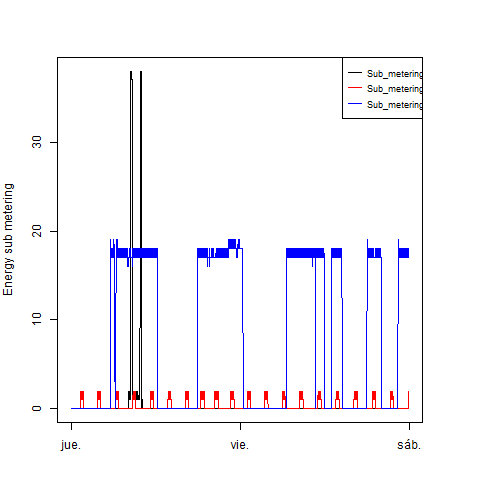 Sub_metering
Sub_metering
Sub_metering
Energy sub metering
30
20
10
0
jue.
vie.
sáb.